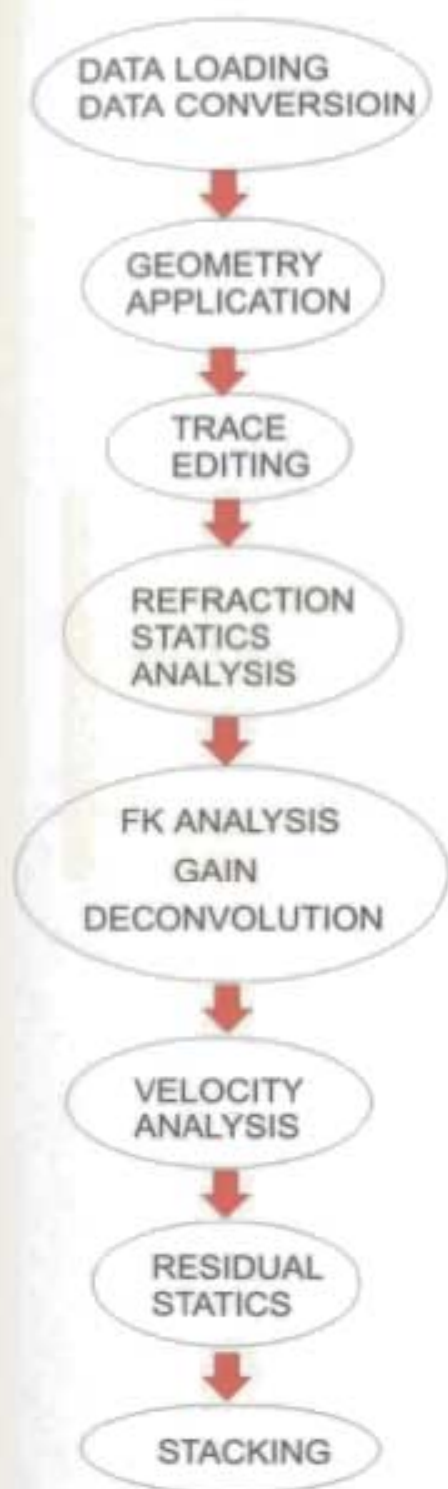 DATA LOADING
DATA CONVERSIOIN
GEOMETRY
APPLICATION
TRACE
EDITING
REFRACTION
STATICS
ANALYSIS
FK ANALYSIS
GAIN
DECONVOLUTION
VELOCITY
ANALYSIS
RESIDUAL
STATICS
STACKING